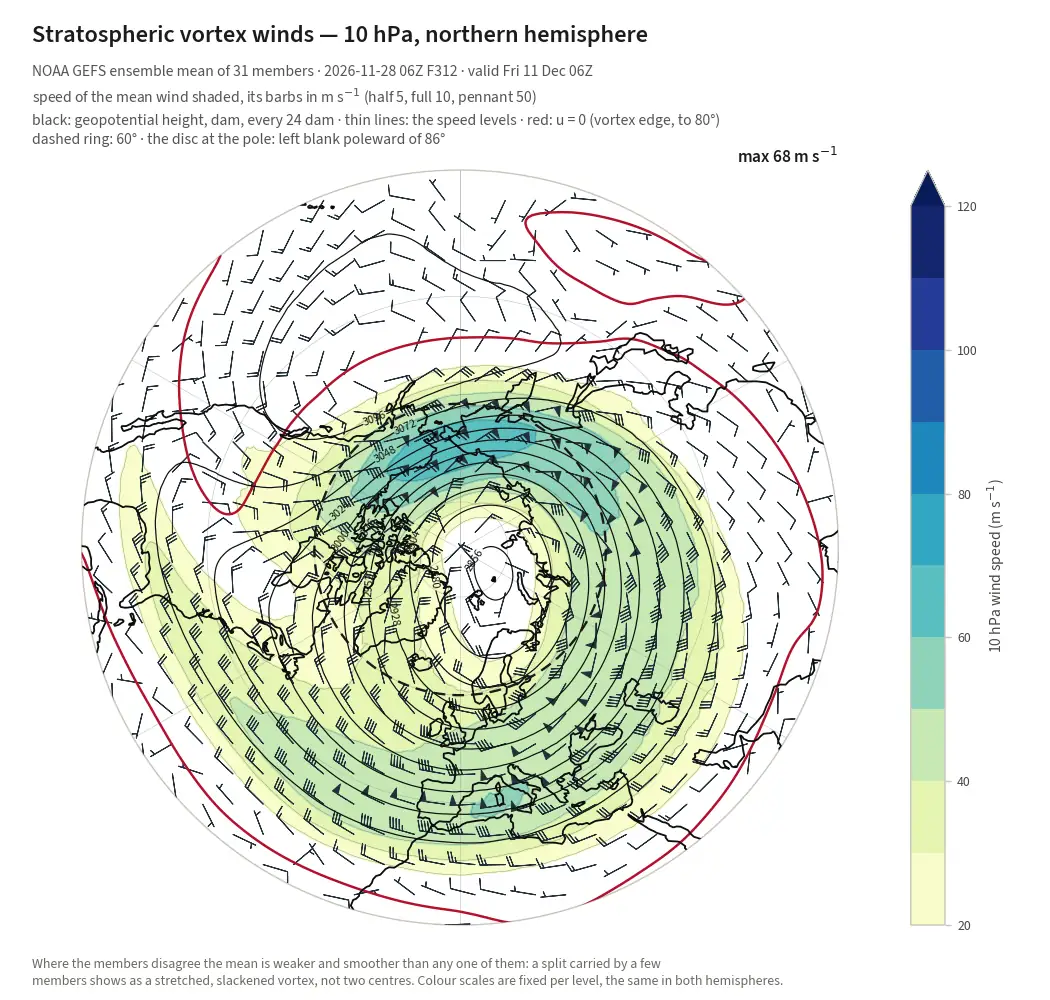 Stratospheric vortex winds — 10 hPa, northern hemisphere
NOAA GEFS ensemble mean of 31 members · 2026-11-28 06Z F312 · valid Fri 11 Dec 06Z
speed of the mean wind shaded, its barbs in m s⁻¹ (half 5, full 10, pennant 50)
black: geopotential height, dam, every 24 dam · thin lines: the speed levels · red: u = 0 (vortex edge, to 80°)
dashed ring: 60° · the disc at the pole: left blank poleward of 86°
max 68 m s⁻¹
120
100
80
60
40
20
10 hPa wind speed (m s⁻¹)
3072
3048
Where the members disagree the mean is weaker and smoother than any one of them: a split carried by a few
members shows as a stretched, slackened vortex, not two centres. Colour scales are fixed per level, the same in both hemispheres.